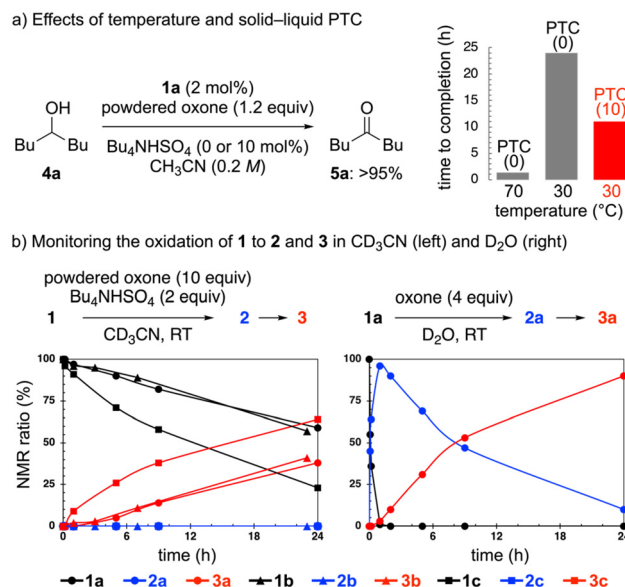 a) Effects of temperature and solid–liquid PTC
OH
Bu Bu
4a
1a (2 mol%)
powdered oxone (1.2 equiv)
Bu4NHSO4 (0 or 10 mol%)
CH3CN (0.2 M)
O
Bu Bu
5a: >95%
time to completion (h)
25
20
15
10
5
0
PTC
(0)
PTC
(0)
PTC
(10)
70 30 30
temperature (°C)
b) Monitoring the oxidation of 1 to 2 and 3 in CD3CN (left) and D2O (right)
powdered oxone (10 equiv)
Bu4NHSO4 (2 equiv)
1 2 3
CD3CN, RT
oxone (4 equiv)
1a 2a 3a
D2O, RT
NMR ratio (%)
100
75
50
25
0
0 6 12 18 24
time (h)
100
75
50
25
0
0 6 12 18 24
time (h)
1a 2a 3a 1b 2b 3b 1c 2c 3c